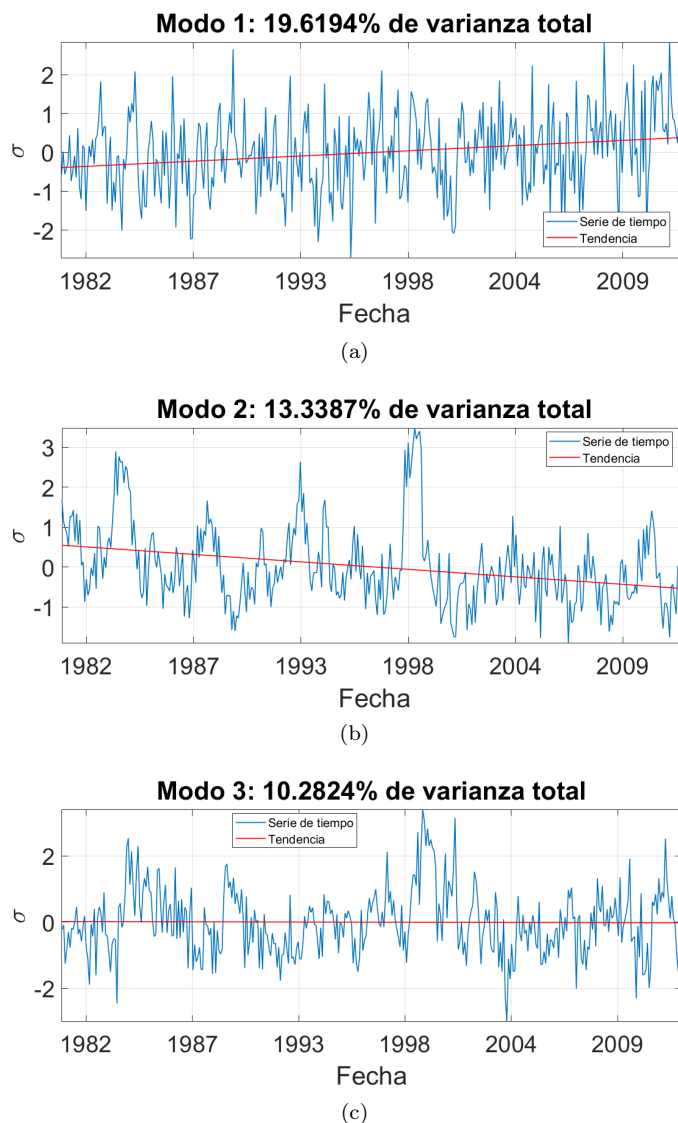 Modo 1: 19.6194% de varianza total
2
1
0
-1
-2
σ
Serie de tiempo
Tendencia
1982 1987 1993 1998 2004 2009
Fecha
(a)
Modo 2: 13.3387% de varianza total
3
2
1
0
-1
σ
Serie de tiempo
Tendencia
1982 1987 1993 1998 2004 2009
Fecha
(b)
Modo 3: 10.2824% de varianza total
2
0
-2
σ
Serie de tiempo
Tendencia
1982 1987 1993 1998 2004 2009
Fecha
(c)